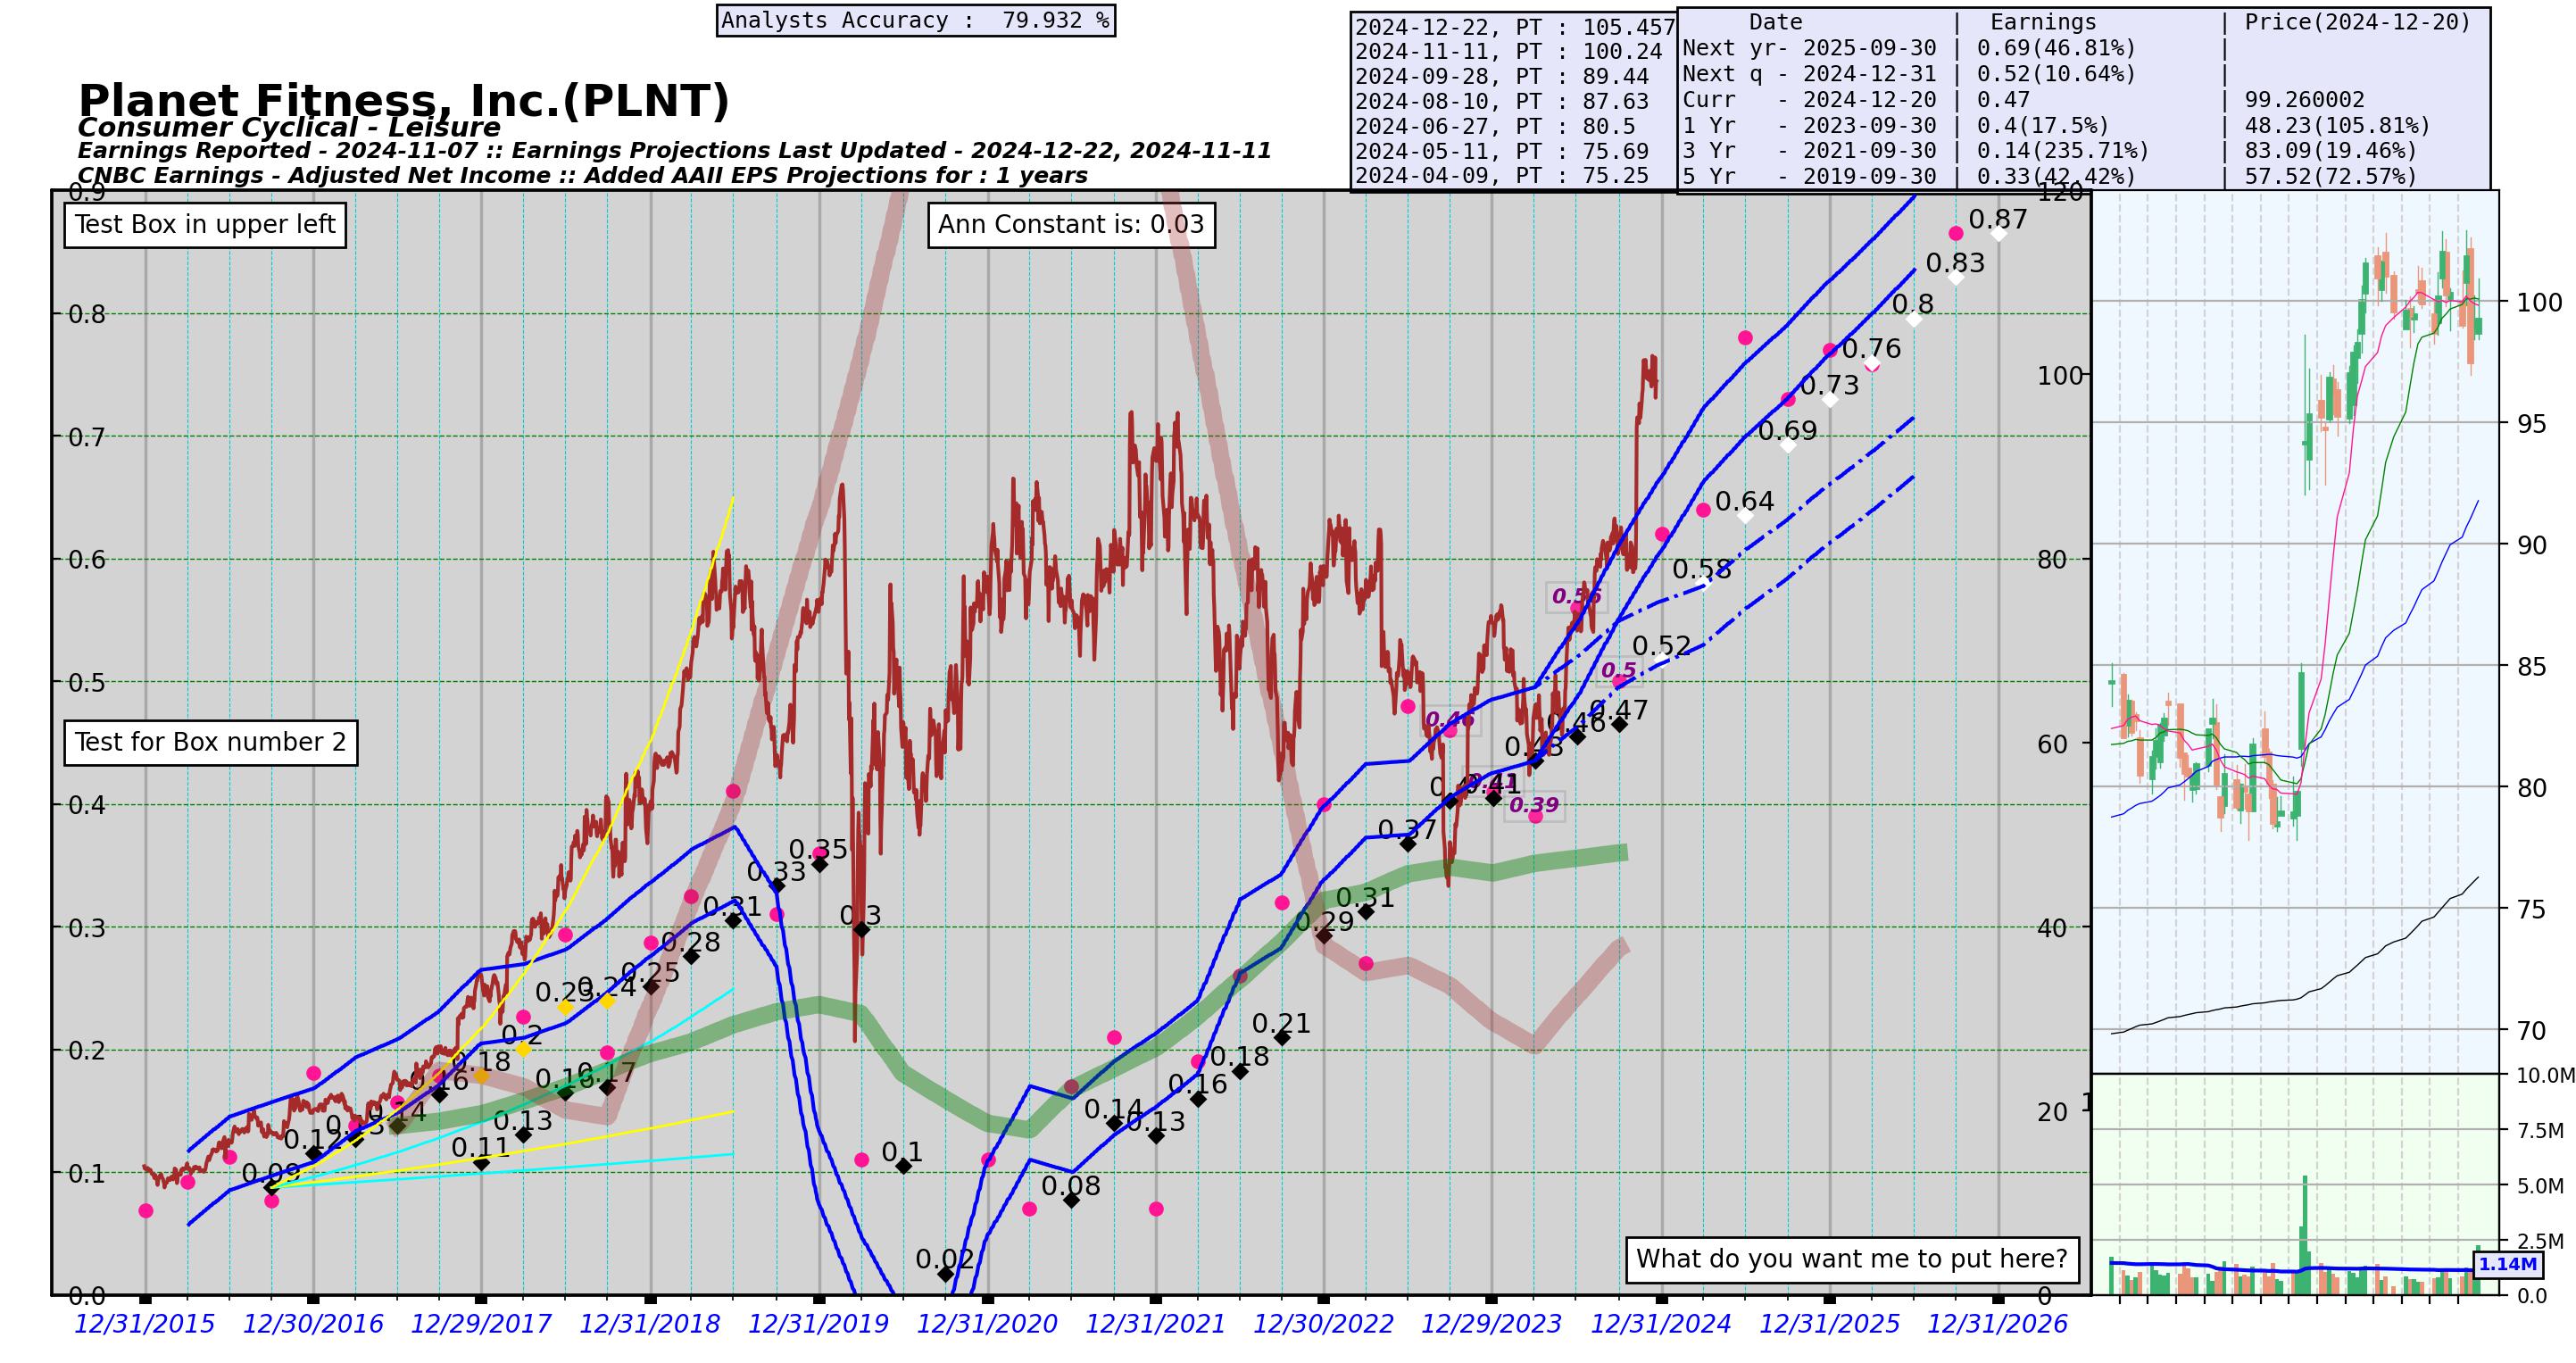 Analysts Accuracy :  79.932 %
2024-12-22, PT : 105.457
2024-11-11, PT : 100.24
2024-09-28, PT : 89.44
2024-08-10, PT : 87.63
2024-06-27, PT : 80.5
2024-05-11, PT : 75.69
2024-04-09, PT : 75.25
Date | Earnings | Price(2024-12-20)
Next yr- 2025-09-30 | 0.69(46.81%) |
Next q - 2024-12-31 | 0.52(10.64%) |
Curr - 2024-12-20 | 0.47 | 99.260002
1 Yr - 2023-09-30 | 0.4(17.5%) | 48.23(105.81%)
3 Yr - 2021-09-30 | 0.14(235.71%) | 83.09(19.46%)
5 Yr - 2019-09-30 | 0.33(42.42%) | 57.52(72.57%)
Planet Fitness, Inc.(PLNT)
Consumer Cyclical - Leisure
Earnings Reported - 2024-11-07 :: Earnings Projections Last Updated - 2024-12-22, 2024-11-11
CNBC Earnings - Adjusted Net Income :: Added AAII EPS Projections for : 1 years
Test Box in upper left
Ann Constant is: 0.03
Test for Box number 2
What do you want me to put here?
0.9
0.8
0.7
0.6
0.5
0.4
0.3
0.2
0.1
0.0
120
100
80
60
40
20
0
100
95
90
85
80
75
70
10.0M
7.5M
5.0M
2.5M
0.0
1.14M
0.09
0.12
0.14
0.16
0.18
0.11
0.2
0.13
0.23
0.24
0.17
0.25
0.28
0.31
0.33
0.35
0.3
0.1
0.02
0.08
0.14
0.13
0.16
0.18
0.21
0.29
0.31
0.37
0.46
0.41
0.41
0.39
0.43
0.46
0.56
0.47
0.5
0.52
0.58
0.64
0.69
0.73
0.76
0.8
0.83
0.87
12/31/2015
12/30/2016
12/29/2017
12/31/2018
12/31/2019
12/31/2020
12/31/2021
12/30/2022
12/29/2023
12/31/2024
12/31/2025
12/31/2026